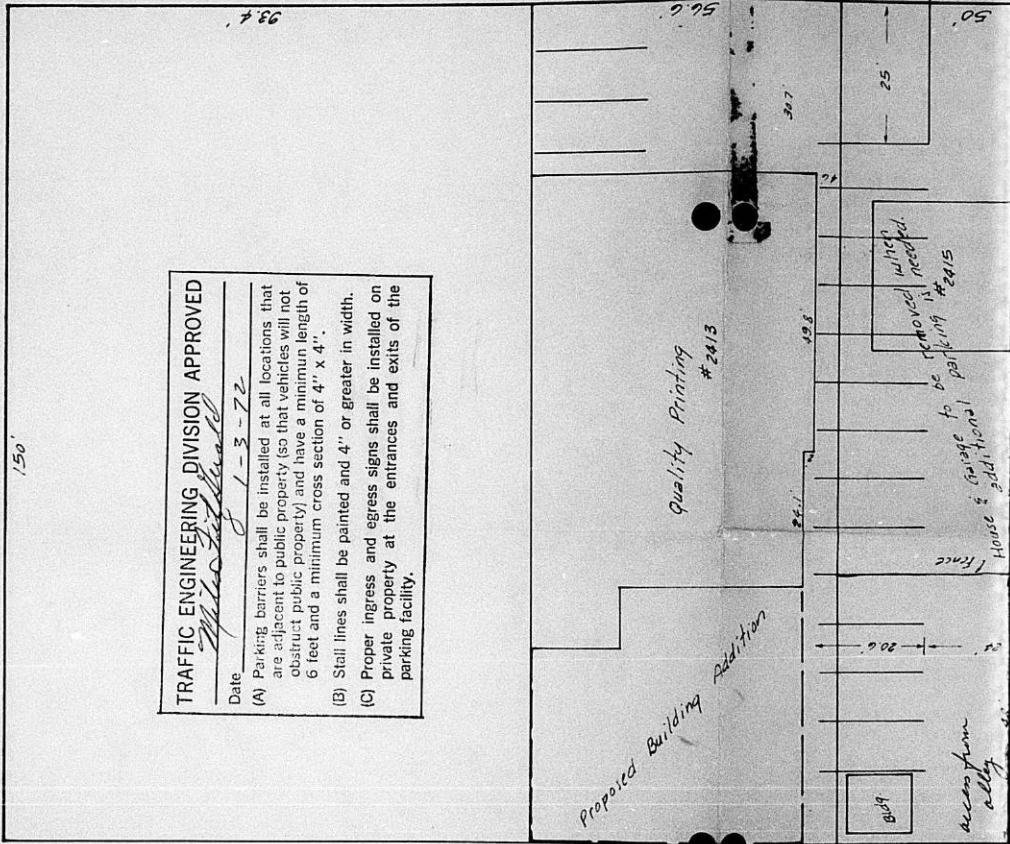 150'
93.4'
56.6'
50'
TRAFFIC ENGINEERING DIVISION APPROVED
Date 1-3-72
(A) Parking barriers shall be installed at all locations that
are adjacent to public property (so that vehicles will not
obstruct public property) and have a minimun length of
6 feet and a minimum cross section of 4" x 4".
(B) Stall lines shall be painted and 4" or greater in width.
(C) Proper ingress and egress signs shall be installed on
private property at the entrances and exits of the
parking facility.
Quality Printing
#2413
30.7'
25'
49.8'
24.1'
Proposed Building Addition
Fence
House & Garage to be removed when
additional parking is needed.
#2415
20.6'
Bldg.
access from
alley